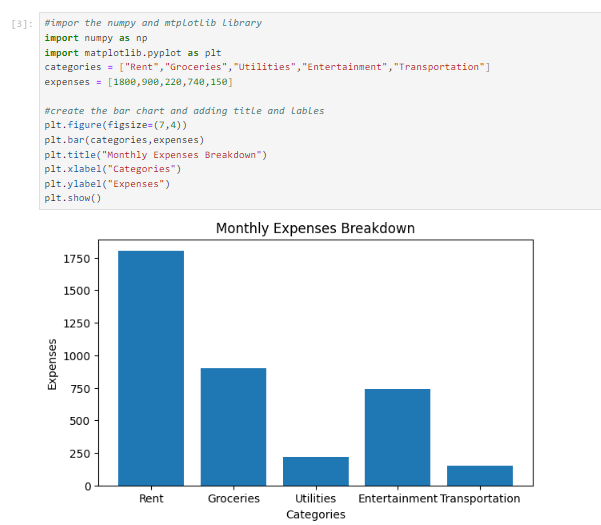 [3]: #impor the numpy and mtplotlib library
import numpy as np
import matplotlib.pyplot as plt
categories = ["Rent","Groceries","Utilities","Entertainment","Transportation"]
expenses = [1800,900,220,740,150]
#create the bar chart and adding title and lables
plt.figure(figsize=(7,4))
plt.bar(categories,expenses)
plt.title("Monthly Expenses Breakdown")
plt.xlabel("Categories")
plt.ylabel("Expenses")
plt.show()
Monthly Expenses Breakdown
1750
1500
1250
1000
750
500
250
0
Expenses
Rent Groceries Utilities Entertainment Transportation
Categories